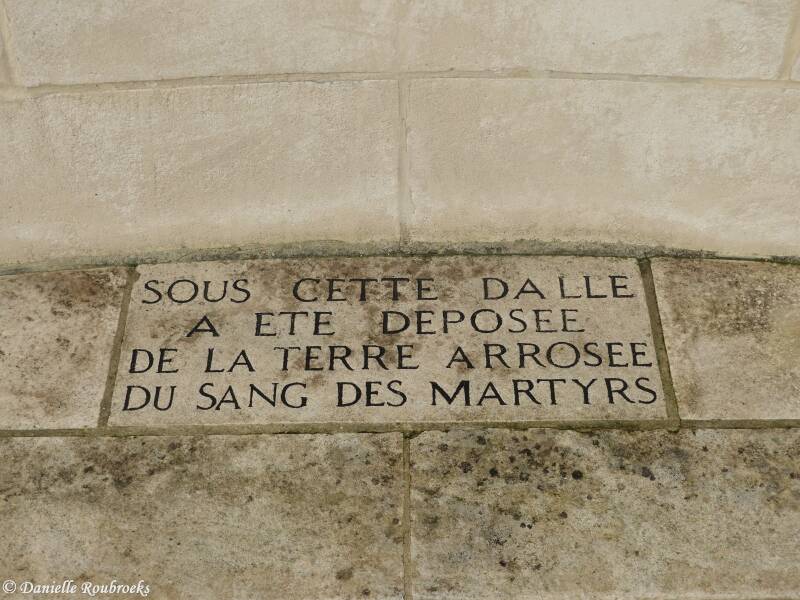 SOUS CETTE DALLE
A ETE DEPOSEE
DE LA TERRE ARROSEE
DU SANG DES MARTYRS
© Danielle Roubroeks